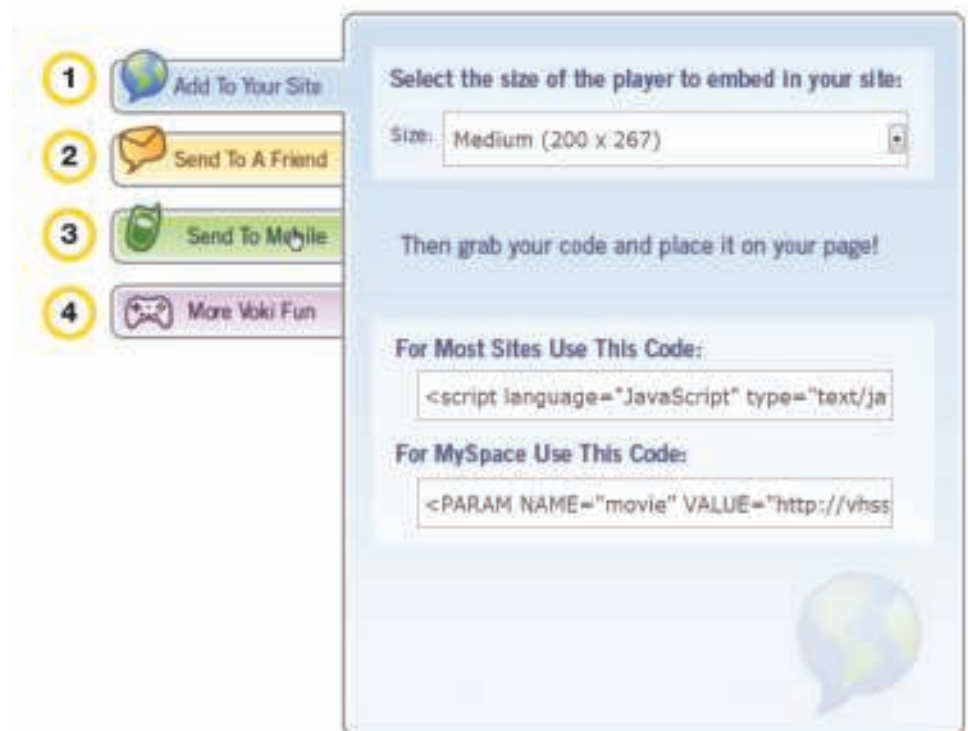 1 Add To Your Site
2 Send To A Friend
3 Send To Mobile
4 More Voki Fun
Select the size of the player to embed in your site:
Size: Medium (200 x 267)
Then grab your code and place it on your page!
For Most Sites Use This Code:
<script language="JavaScript" type="text/ja
For MySpace Use This Code:
<PARAM NAME="movie" VALUE="http://vhss